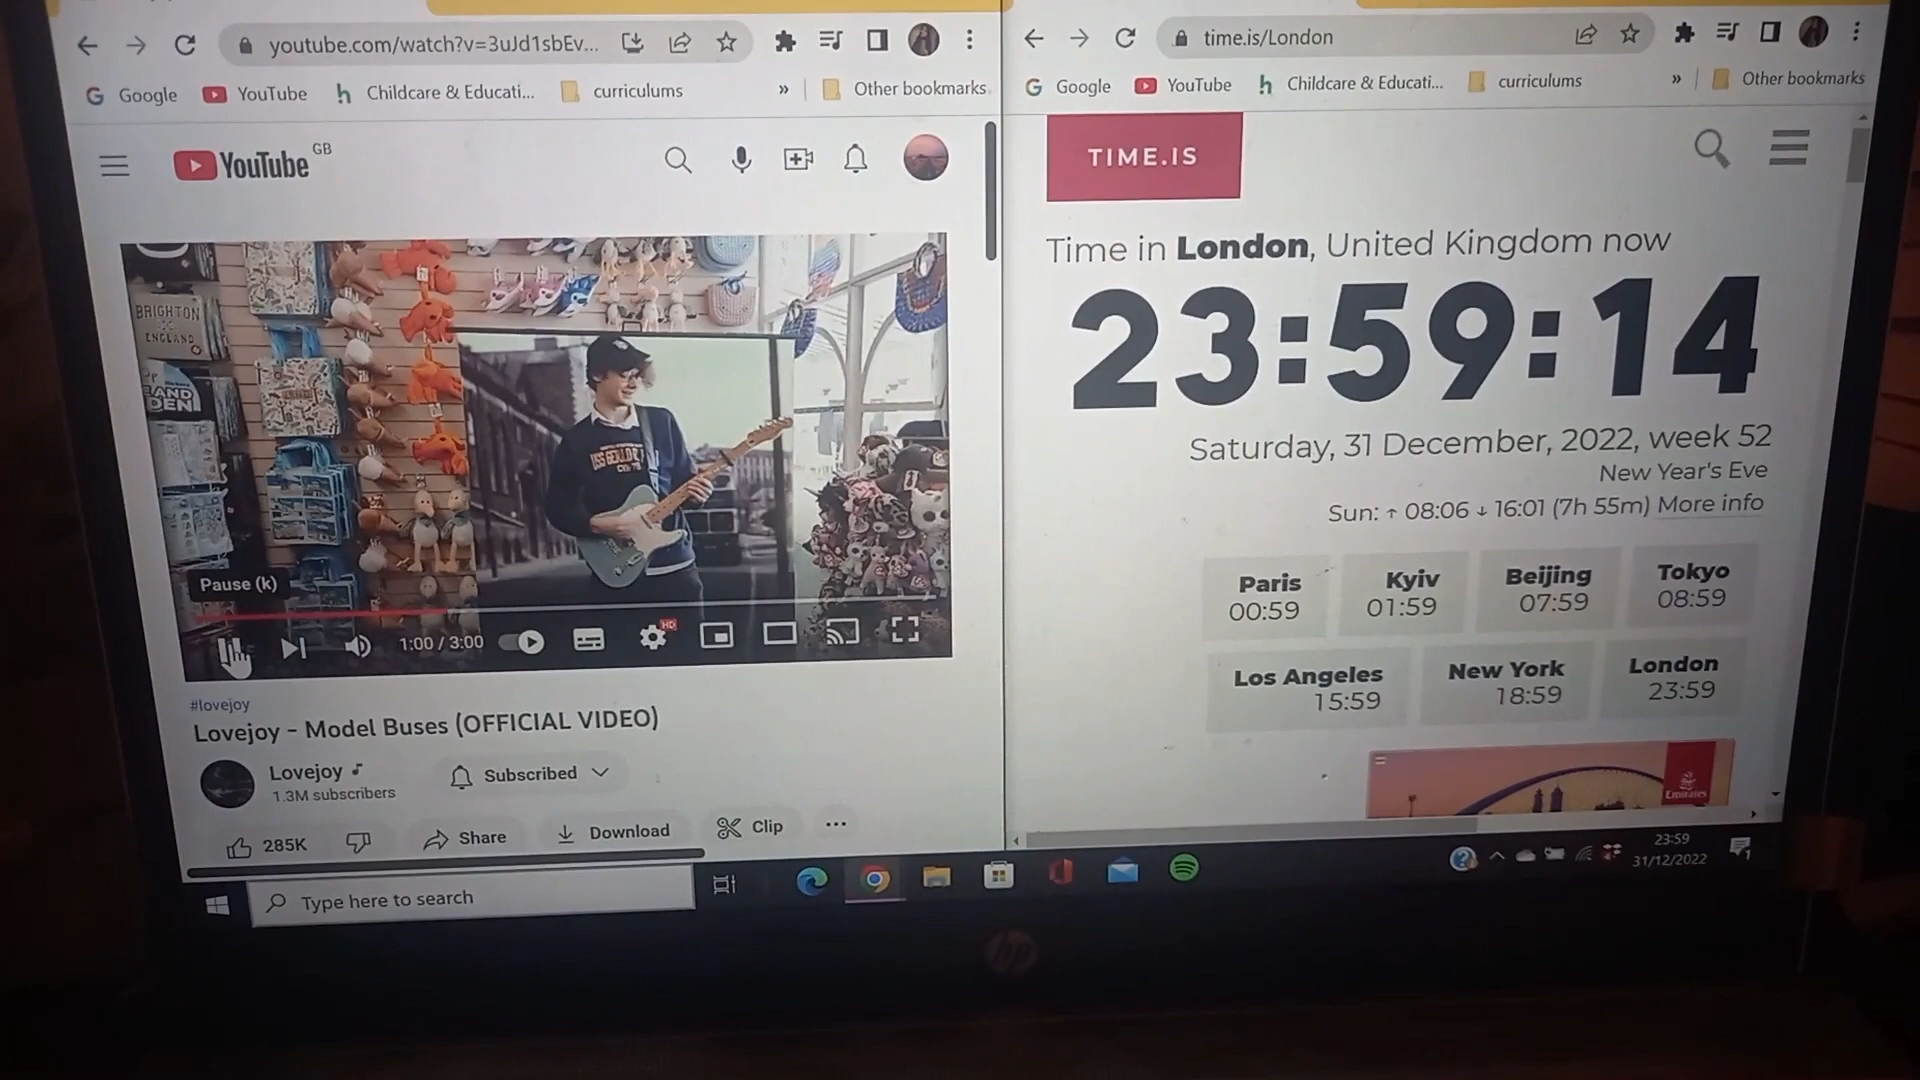 youtube.com/watch?v=3uJd1sbEv...
Google YouTube Childcare & Educati... curriculums » Other bookmarks
YouTube GB
BRIGHTON
ENGLAND
Pause (k)
1:00 / 3:00
HD
#lovejoy
Lovejoy - Model Buses (OFFICIAL VIDEO)
Lovejoy
1.3M subscribers
Subscribed
285K Share Download Clip ...
time.is/London
Google YouTube Childcare & Educati... curriculums » Other bookmarks
TIME.IS
Time in London, United Kingdom now
23:59:14
Saturday, 31 December, 2022, week 52
New Year's Eve
Sun: ↑ 08:06 ↓ 16:01 (7h 55m) More info
Paris
00:59
Kyiv
01:59
Beijing
07:59
Tokyo
08:59
Los Angeles
15:59
New York
18:59
London
23:59
Emirates
Type here to search
23:59
31/12/2022
hp